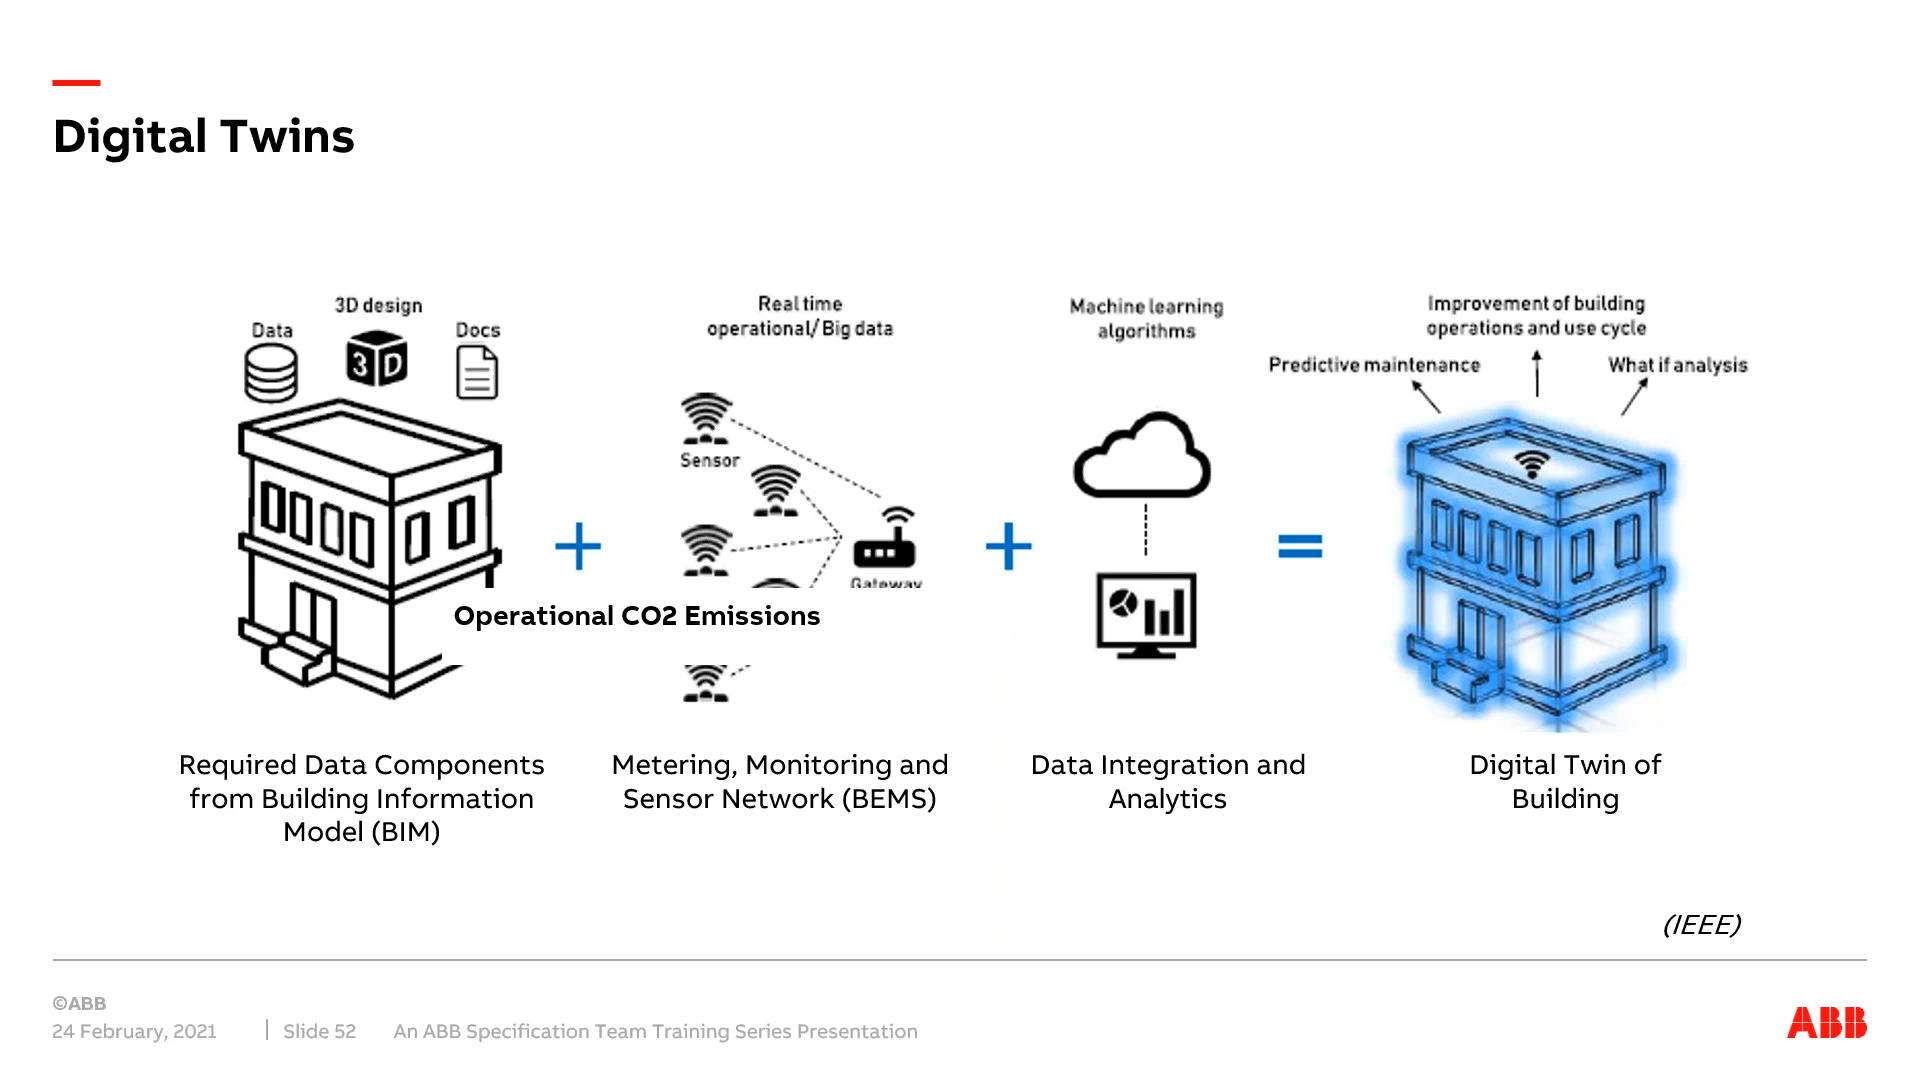 Digital Twins
3D design
Data
Docs
3D
Real time
operational/Big data
Sensor
Gateway
Machine learning
algorithms
Improvement of building
operations and use cycle
Predictive maintenance
What if analysis
+
+
=
Operational CO2 Emissions
Required Data Components
from Building Information
Model (BIM)
Metering, Monitoring and
Sensor Network (BEMS)
Data Integration and
Analytics
Digital Twin of
Building
(IEEE)
©ABB
24 February, 2021 | Slide 52 An ABB Specification Team Training Series Presentation
ABB